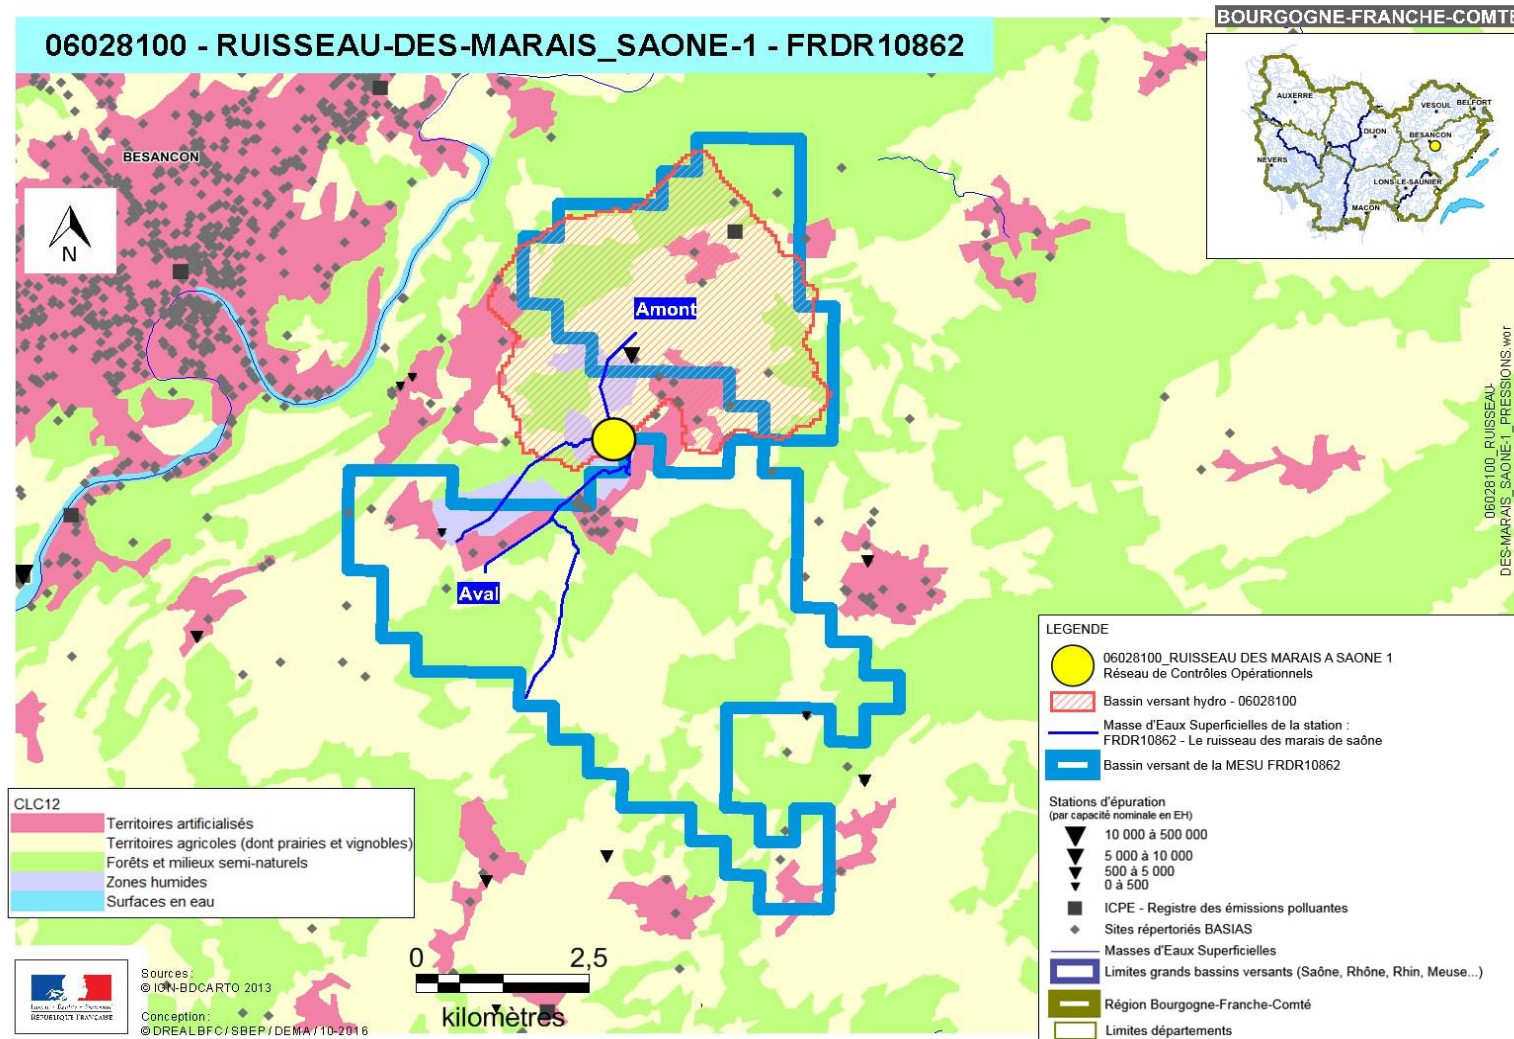 BOURGOGNE-FRANCHE-COMTÉ
06028100 - RUISSEAU-DES-MARAIS_SAONE-1 - FRDR10862
AUXERRE
VESOUL
BELFORT
DIJON
BESANCON
NEVERS
LONS-LE-SAUNIER
MACON
BESANCON
N
Amont
Aval
06028100_RUISSEAU-
DES-MARAIS_SAONE-1_PRESSIONS.wor
LEGENDE
06028100_RUISSEAU DES MARAIS A SAONE 1
Réseau de Contrôles Opérationnels
Bassin versant hydro - 06028100
Masse d'Eaux Superficielles de la station :
FRDR10862 - Le ruisseau des marais de saône
Bassin versant de la MESU FRDR10862
Stations d'épuration
(par capacité nominale en EH)
10 000 à 500 000
5 000 à 10 000
500 à 5 000
0 à 500
ICPE - Registre des émissions polluantes
Sites répertoriés BASIAS
Masses d'Eaux Superficielles
Limites grands bassins versants (Saône, Rhône, Rhin, Meuse...)
Région Bourgogne-Franche-Comté
Limites départements
CLC12
Territoires artificialisés
Territoires agricoles (dont prairies et vignobles)
Forêts et milieux semi-naturels
Zones humides
Surfaces en eau
0 2,5
kilomètres
Liberté • Égalité • Fraternité
RÉPUBLIQUE FRANÇAISE
Sources :
© IGN-BDCARTO 2013
Conception :
© DREAL BFC / SBEP / DEMA / 10-2016